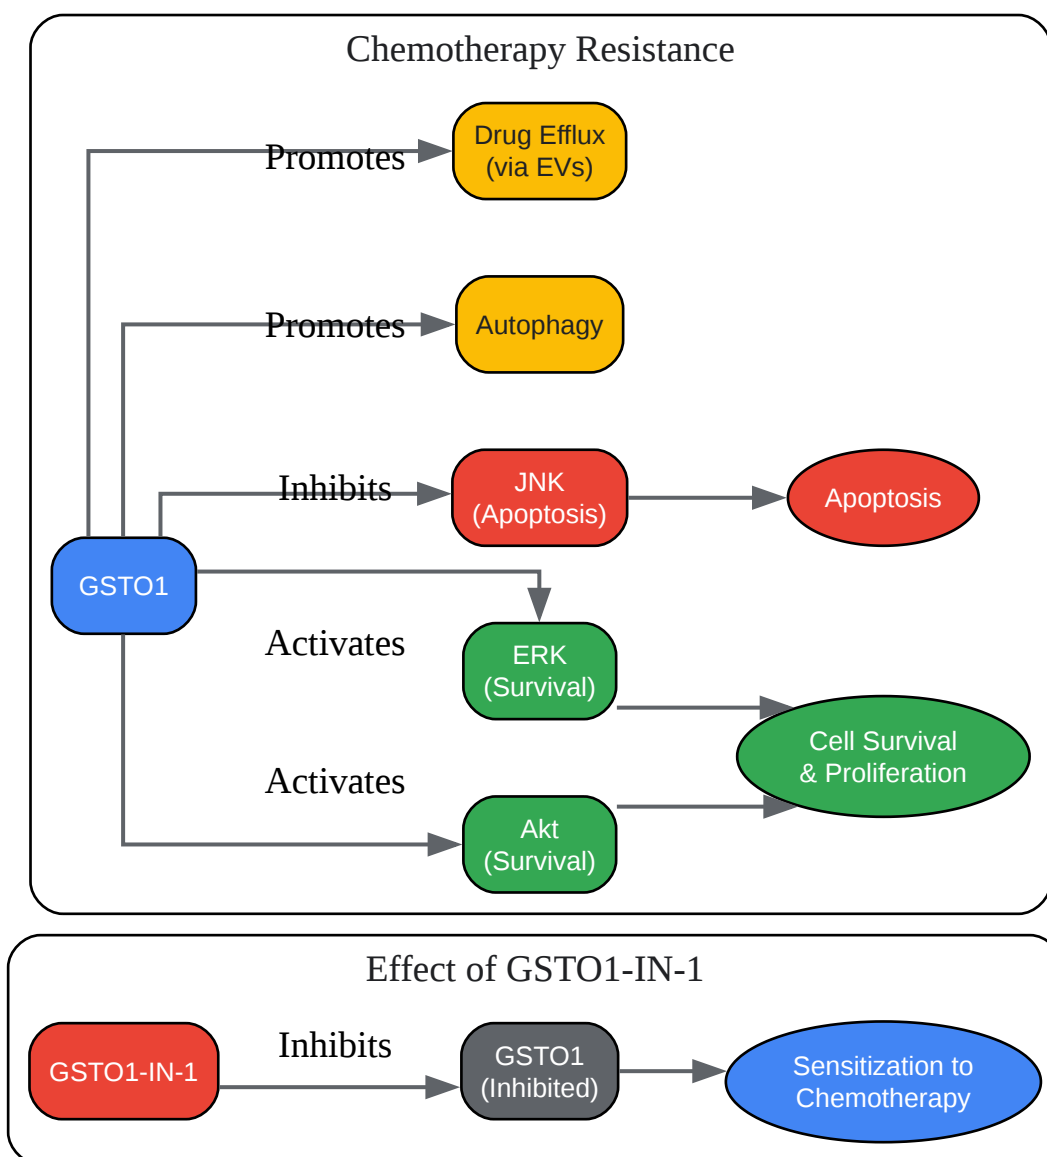 Chemotherapy Resistance
Drug Efflux
(via EVs)
Promotes
Autophagy
Promotes
JNK
(Apoptosis)
Inhibits
Apoptosis
GSTO1
Activates
ERK
(Survival)
Cell Survival
& Proliferation
Activates
Akt
(Survival)
Effect of GSTO1-IN-1
GSTO1-IN-1
Inhibits
GSTO1
(Inhibited)
Sensitization to
Chemotherapy